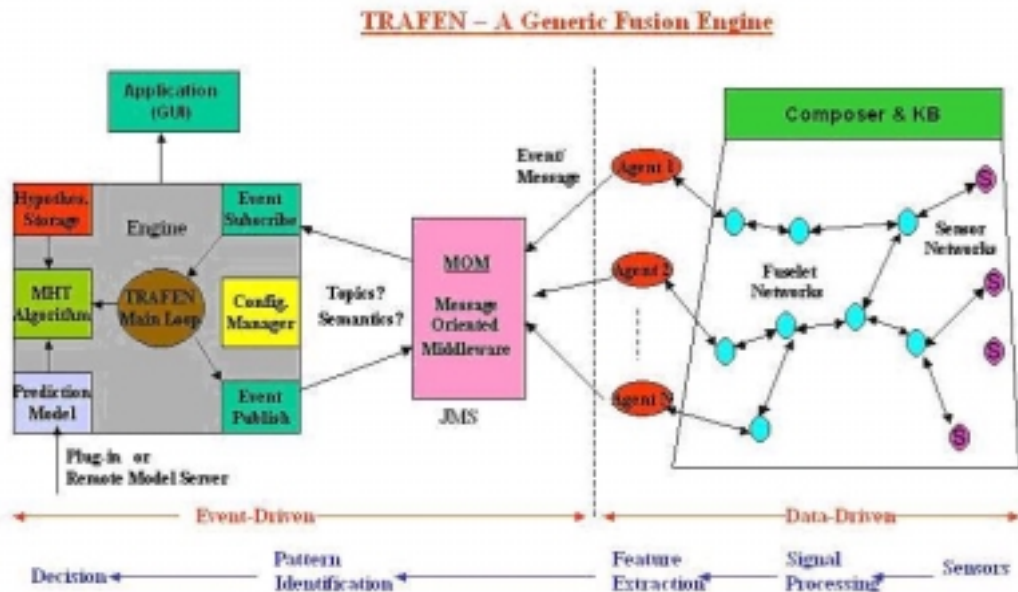 TRAFEN – A Generic Fusion Engine
Application
(GUI)
Composer & KB
Event/
Message
Agent 1
S
Hypothes.
Storage
Engine
Event
Subscribe
Sensor
Networks
MOM
Message
Oriented
Middleware
Agent 2
Fuselet
Networks
S
MHT
Algorithm
TRAFEN
Main Loop
Config.
Manager
Topics?
Semantics?
S
Prediction
Model
Event
Publish
JMS
Agent N
S
Plug-in or
Remote Model Server
Event-Driven
Data-Driven
Decision
Pattern
Identification
Feature
Extraction
Signal
Processing
Sensors